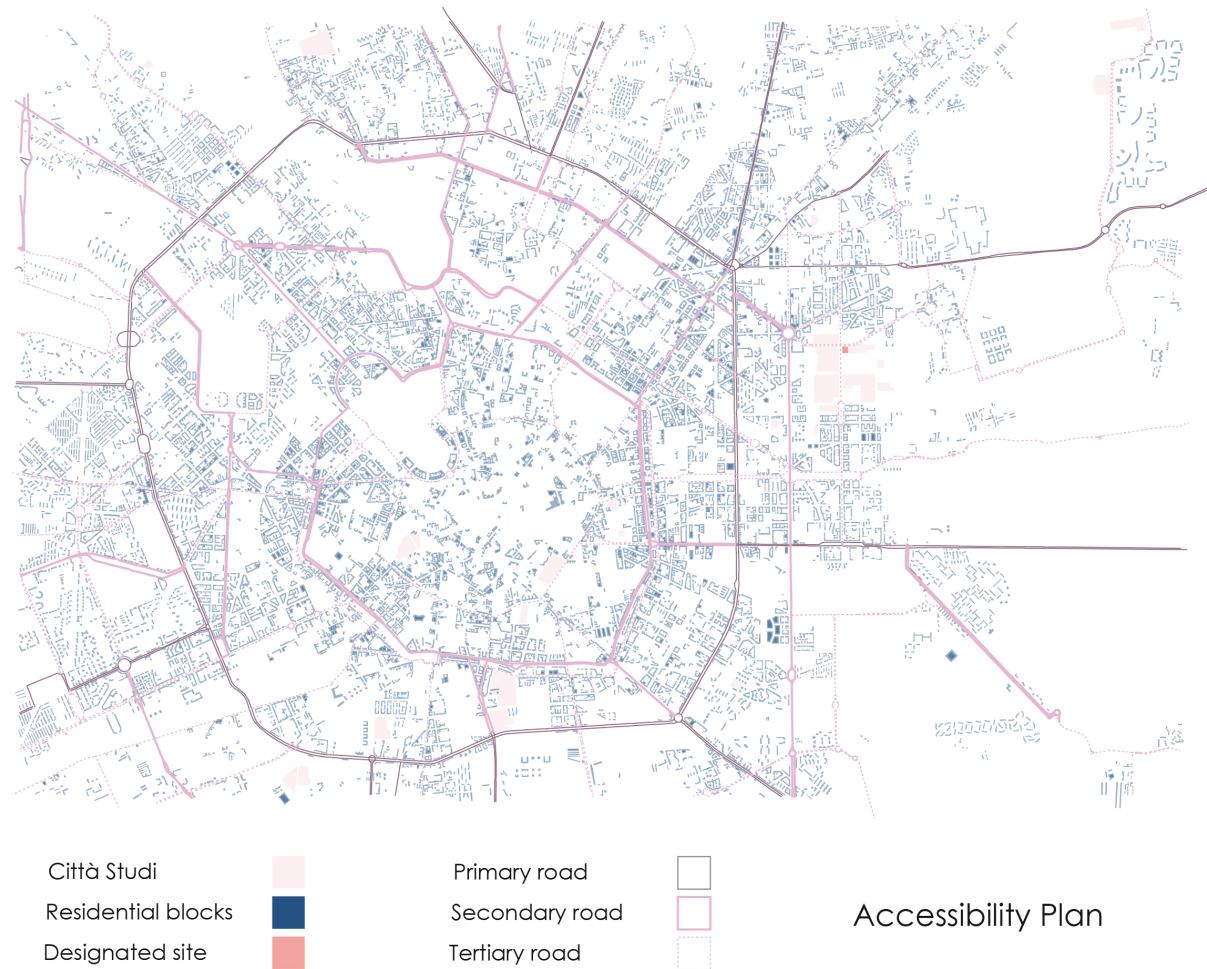 Città Studi
Residential blocks
Designated site
Primary road
Secondary road
Tertiary road
Accessibility Plan